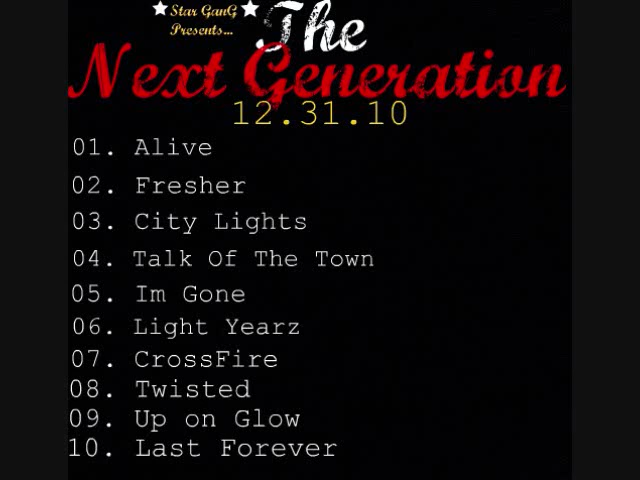 Star GanG
Presents...
The
Next Generation
12.31.10
01. Alive
02. Fresher
03. City Lights
04. Talk Of The Town
05. Im Gone
06. Light Yearz
07. CrossFire
08. Twisted
09. Up on Glow
10. Last Forever